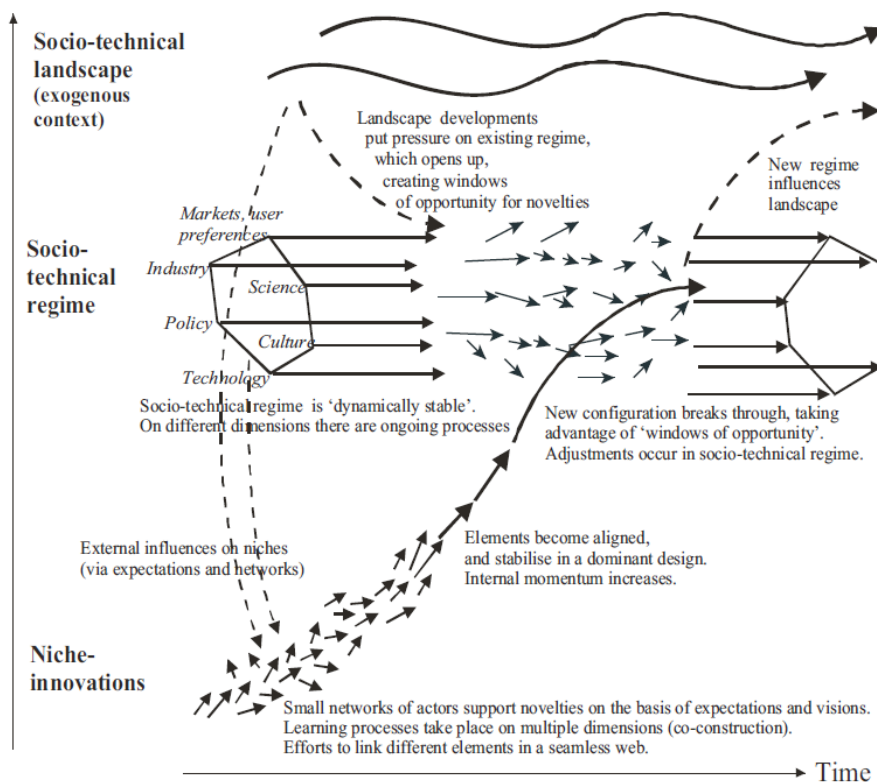 Socio-technical
landscape
(exogenous
context)
Landscape developments
put pressure on existing regime,
which opens up,
creating windows
of opportunity for novelties
New regime
influences
landscape
Socio-
technical
regime
Markets, user
preferences
Industry
Science
Policy
Culture
Technology
Socio-technical regime is ‘dynamically stable’.
On different dimensions there are ongoing processes
New configuration breaks through, taking
advantage of ‘windows of opportunity’.
Adjustments occur in socio-technical regime.
External influences on niches
(via expectations and networks)
Elements become aligned,
and stabilise in a dominant design.
Internal momentum increases.
Niche-
innovations
Small networks of actors support novelties on the basis of expectations and visions.
Learning processes take place on multiple dimensions (co-construction).
Efforts to link different elements in a seamless web.
Time